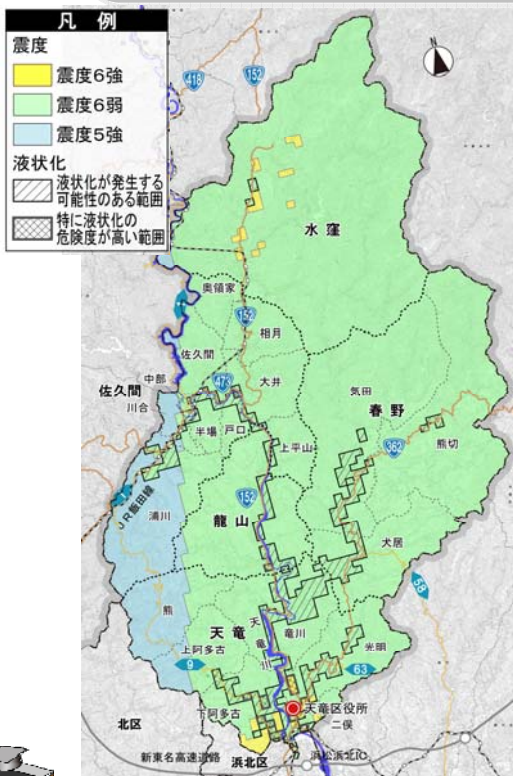 凡例
震度
震度6強
震度6弱
震度5強
液状化
液状化が発生する
可能性のある範囲
特に液状化の
危険度が高い範囲
N
418
152
水窪
奥領家
152
相月
佐久間
佐久間
中部
473
大井
川合
気田
春野
半場
戸口
熊切
362
上平山
JR飯田線
浦川
152
龍山
犬居
58
熊
天竜
天竜川
竜川
上阿多古
光明
9
63
下阿多古
天竜区役所
二俣
北区
新東名高速道路
浜北区
浜松浜北IC